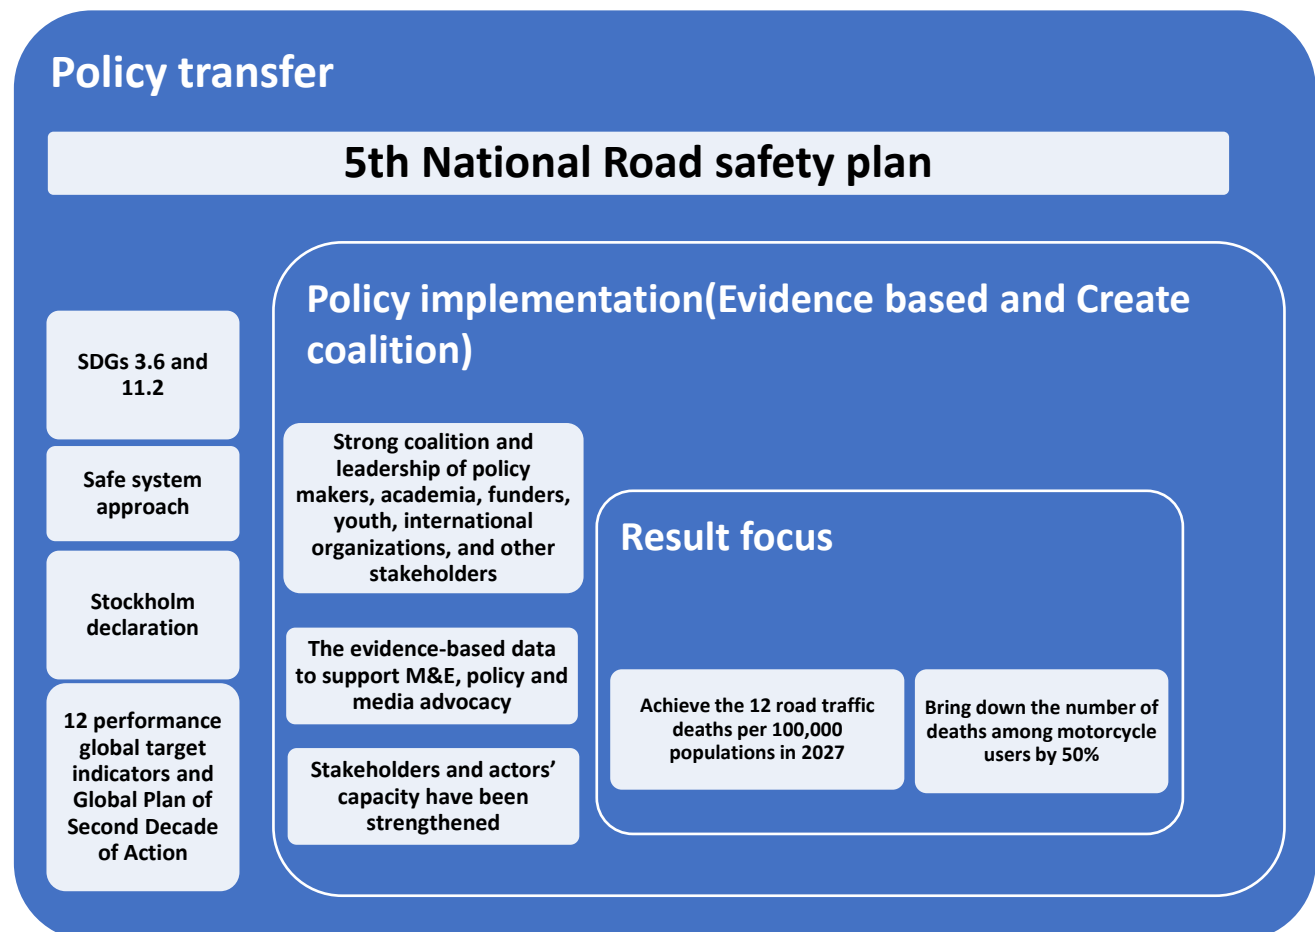 Policy transfer
5th National Road safety plan
SDGs 3.6 and
11.2
Safe system
approach
Stockholm
declaration
12 performance
global target
indicators and
Global Plan of
Second Decade
of Action
Policy implementation(Evidence based and Create
coalition)
Strong coalition and
leadership of policy
makers, academia, funders,
youth, international
organizations, and other
stakeholders
The evidence-based data
to support M&E, policy and
media advocacy
Stakeholders and actors’
capacity have been
strengthened
Result focus
Achieve the 12 road traffic
deaths per 100,000
populations in 2027
Bring down the number of
deaths among motorcycle
users by 50%